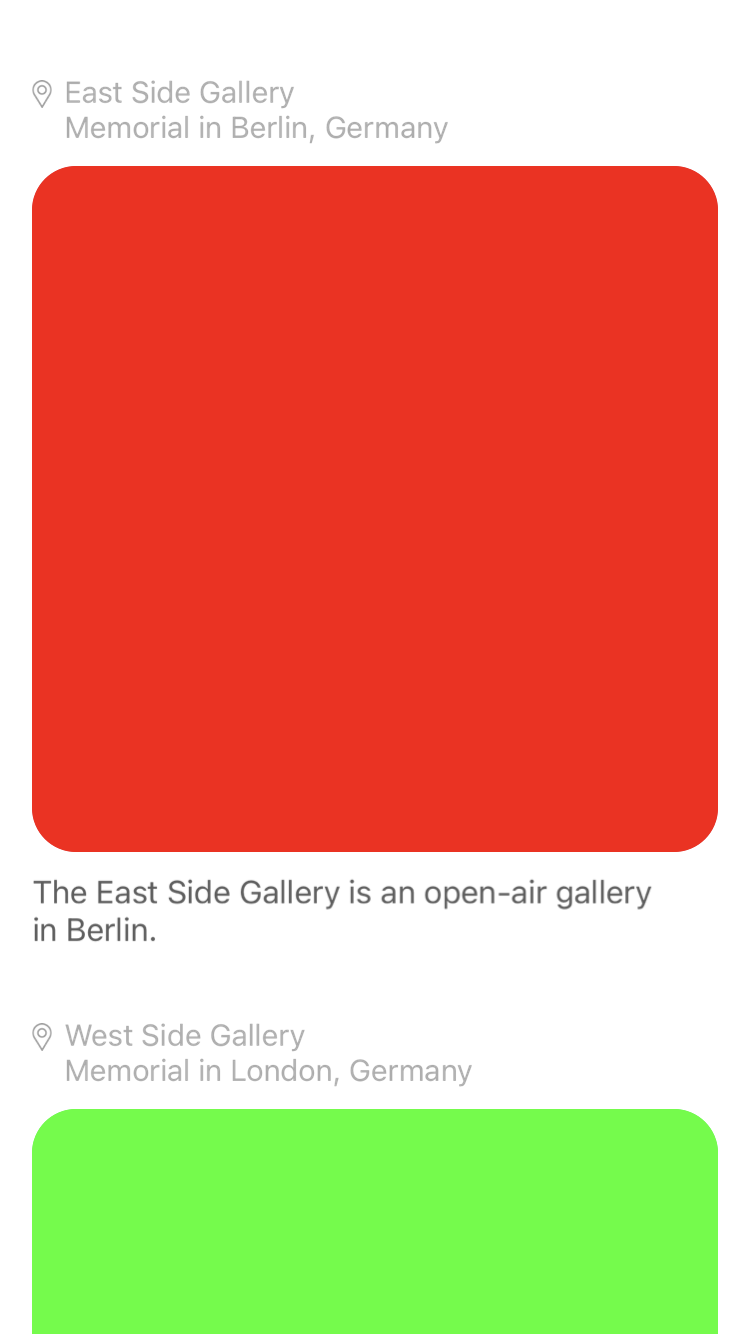 East Side Gallery
Memorial in Berlin, Germany
The East Side Gallery is an open-air gallery
in Berlin.
West Side Gallery
Memorial in London, Germany